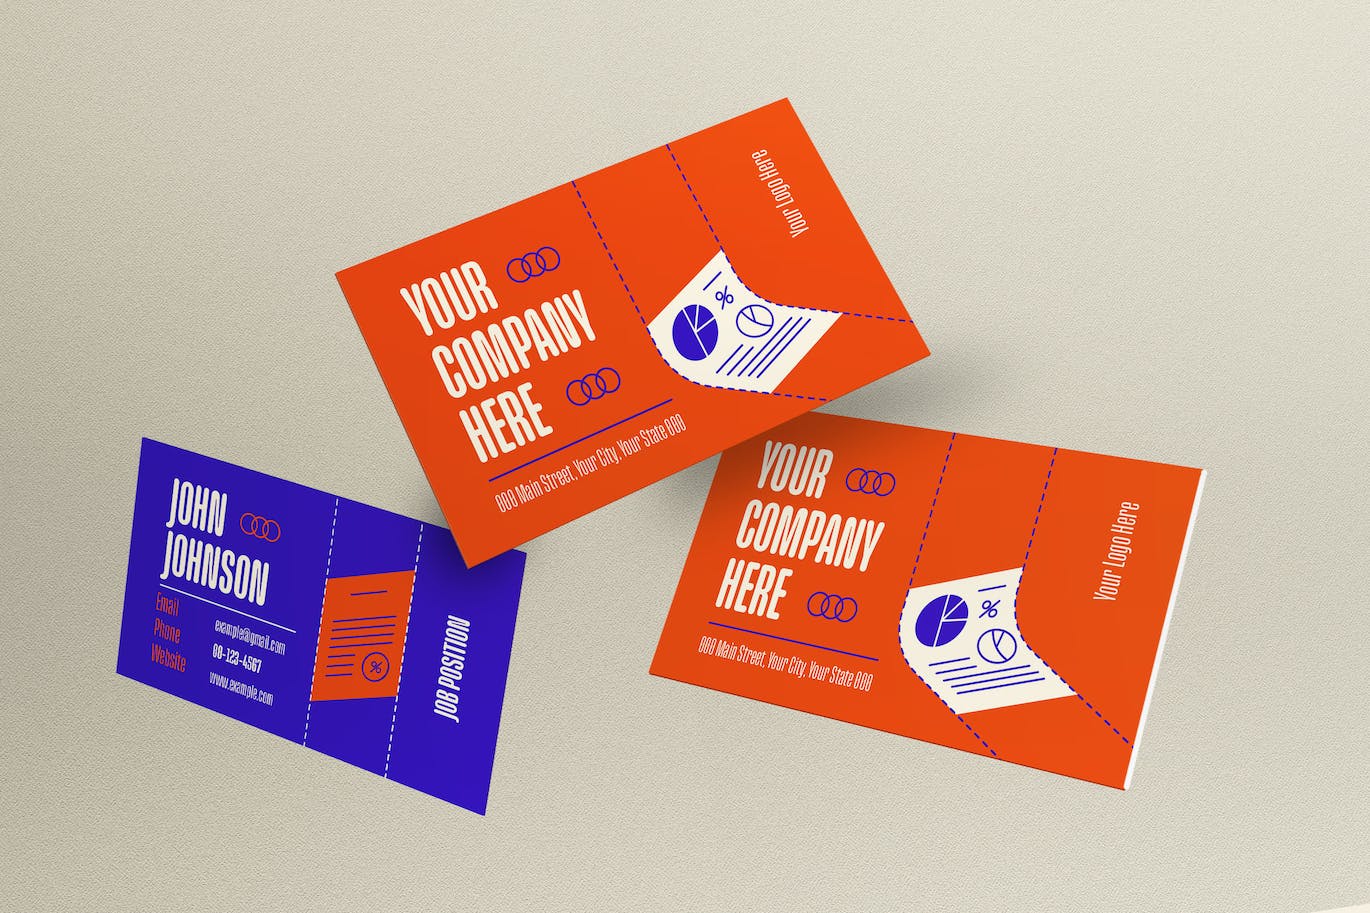 YOUR
COMPANY
HERE
000 Main Street, Your City, Your State 000
Your Logo Here
%
JOHN
JOHNSON
Email
example@gmail.com
Phone
00-123-4567
Website
www.example.com
%
JOB POSITION
YOUR
COMPANY
HERE
000 Main Street, Your City, Your State 000
Your Logo Here
%